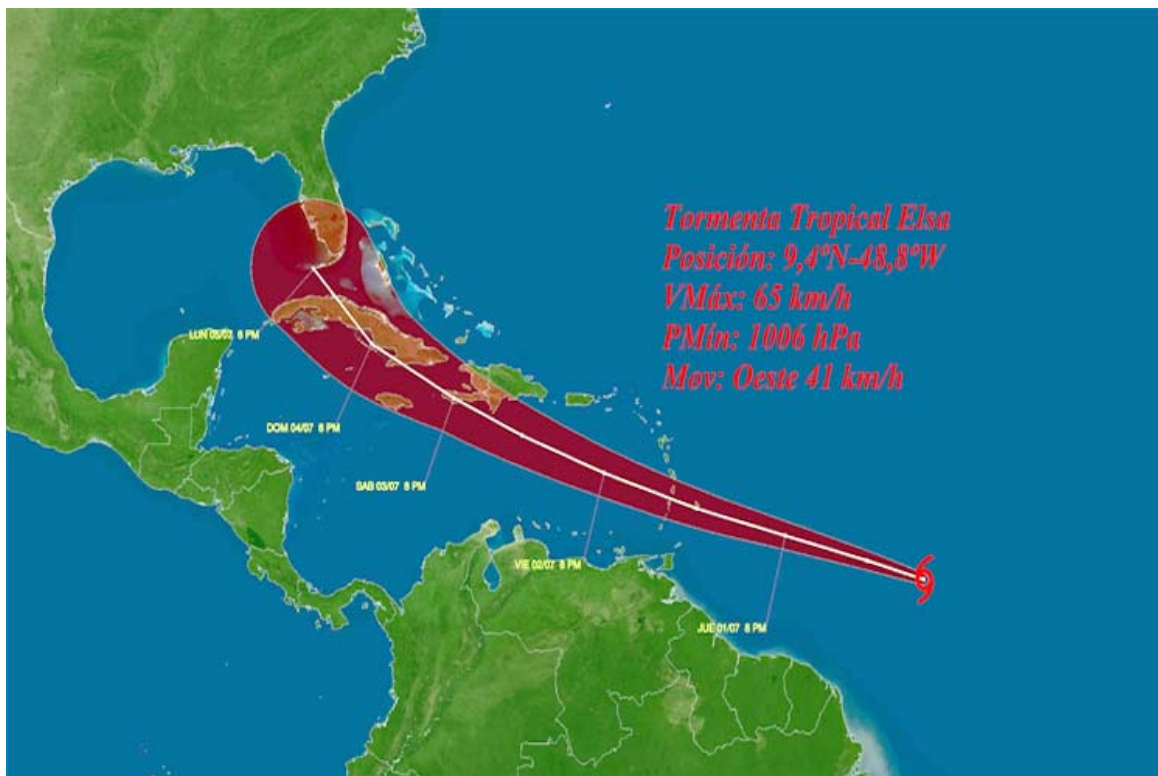 Tormenta Tropical Elsa
Posición: 9,4ºN-48,8ºW
VMáx: 65 km/h
PMín: 1006 hPa
Mov: Oeste 41 km/h
LUN 05/07 8 PM
DOM 04/07 8 PM
SAB 03/07 8 PM
VIE 02/07 8 PM
JUE 01/07 8 PM